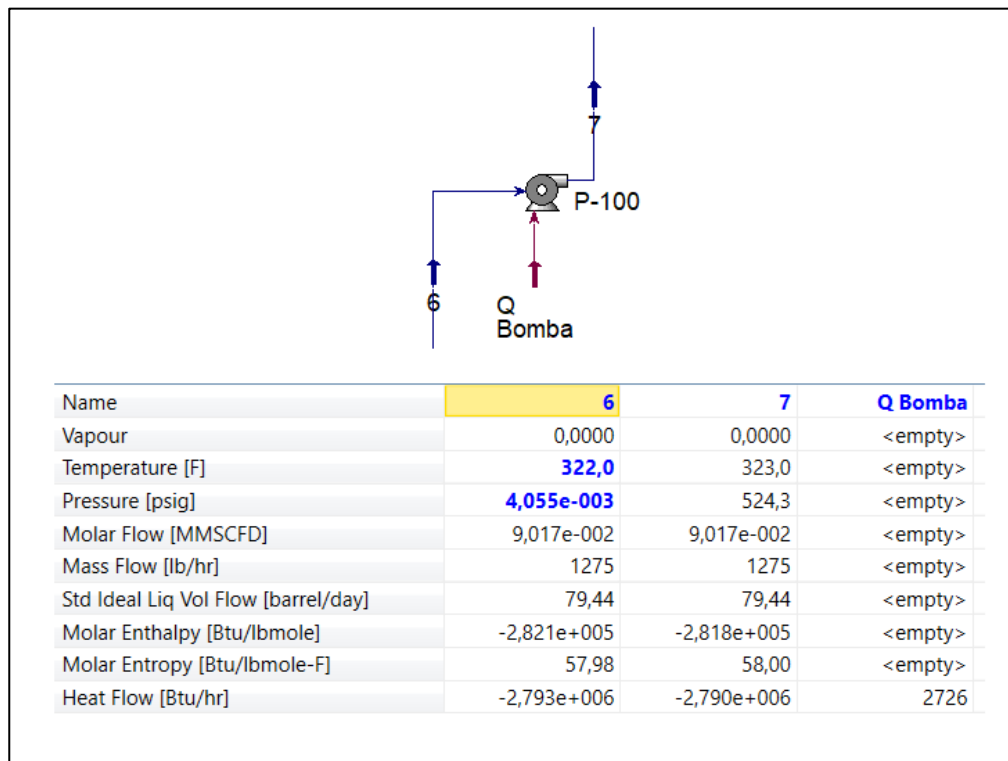 7
P-100
6
Q
Bomba
Name 6 7 Q Bomba
Vapour 0,0000 0,0000 <empty>
Temperature [F] 322,0 323,0 <empty>
Pressure [psig] 4,055e-003 524,3 <empty>
Molar Flow [MMSCFD] 9,017e-002 9,017e-002 <empty>
Mass Flow [lb/hr] 1275 1275 <empty>
Std Ideal Liq Vol Flow [barrel/day] 79,44 79,44 <empty>
Molar Enthalpy [Btu/lbmole] -2,821e+005 -2,818e+005 <empty>
Molar Entropy [Btu/lbmole-F] 57,98 58,00 <empty>
Heat Flow [Btu/hr] -2,793e+006 -2,790e+006 2726